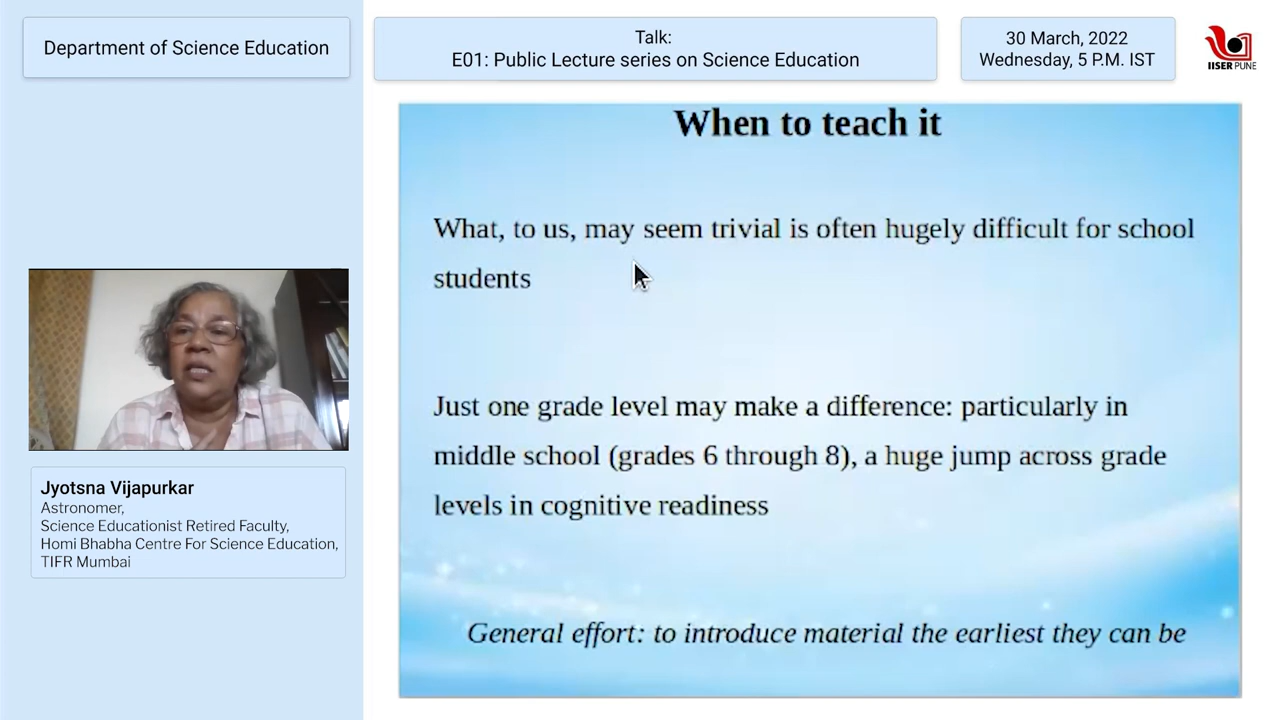 Department of Science Education
Talk:
E01: Public Lecture series on Science Education
30 March, 2022
Wednesday, 5 P.M. IST
IISER PUNE
When to teach it
What, to us, may seem trivial is often hugely difficult for school
students
Just one grade level may make a difference: particularly in
middle school (grades 6 through 8), a huge jump across grade
levels in cognitive readiness
General effort: to introduce material the earliest they can be
Jyotsna Vijapurkar
Astronomer,
Science Educationist Retired Faculty,
Homi Bhabha Centre For Science Education,
TIFR Mumbai